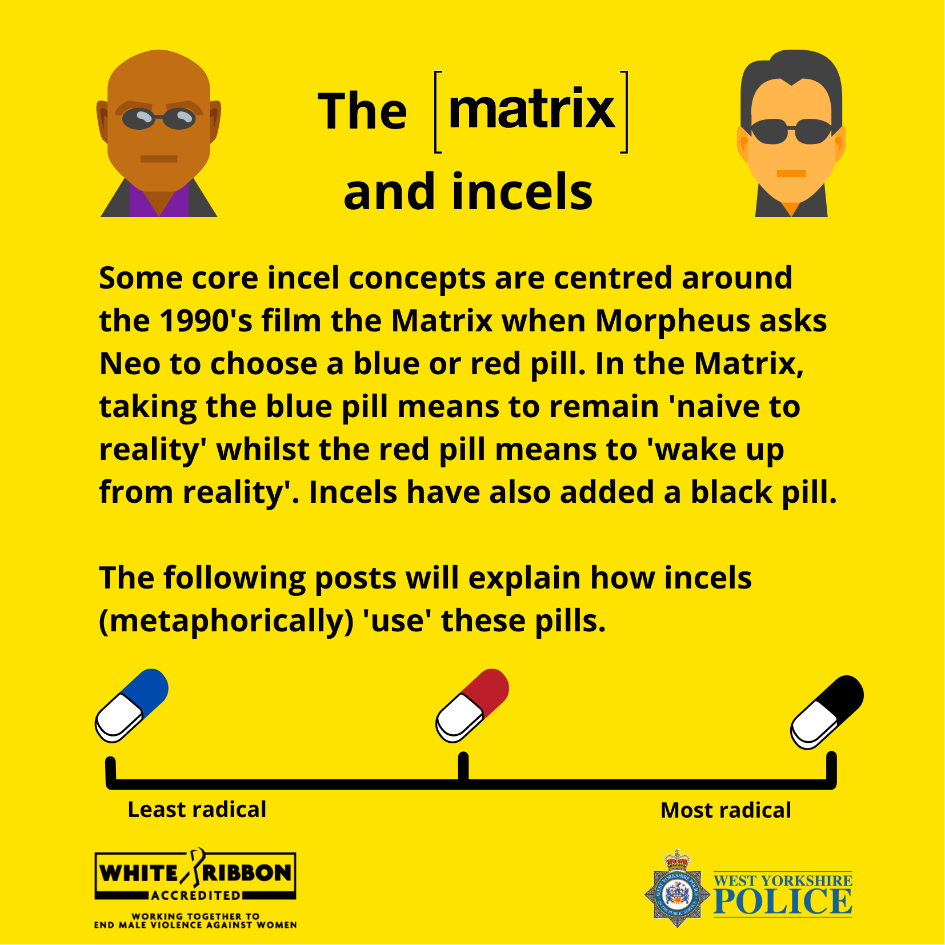 The [matrix]
and incels
Some core incel concepts are centred around
the 1990's film the Matrix when Morpheus asks
Neo to choose a blue or red pill. In the Matrix,
taking the blue pill means to remain 'naive to
reality' whilst the red pill means to 'wake up
from reality'. Incels have also added a black pill.
The following posts will explain how incels
(metaphorically) 'use' these pills.
Least radical
Most radical
WHITE RIBBON
ACCREDITED
WORKING TOGETHER TO
END MALE VIOLENCE AGAINST WOMEN
WEST YORKSHIRE
POLICE